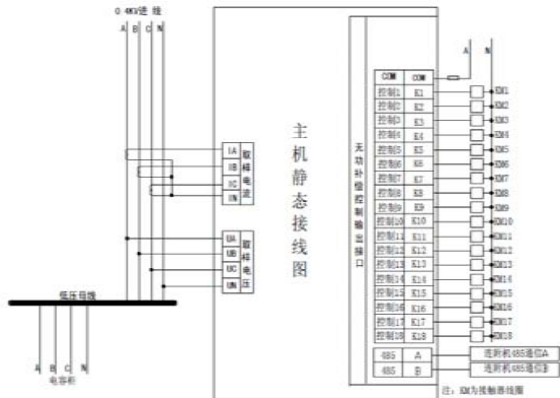 0.4KV进 线
A B C N
主机静态接线图
IA
IB
IC
IN
取样电流
UA
UB
UC
UN
取样电压
低压母线
A B C N
电容柜
无功补偿控制输出接口
A N
COM COM
控制1 K1 KM1
控制2 K2 KM2
控制3 K3 KM3
控制4 K4 KM4
控制5 K5 KM5
控制6 K6 KM6
控制7 K7 KM7
控制8 K8 KM8
控制9 K9 KM9
控制10 K10 KM10
控制11 K11 KM11
控制12 K12 KM12
控制13 K13 KM13
控制14 K14 KM14
控制15 K15 KM15
控制16 K16 KM16
控制17 K17 KM17
控制18 K18 KM18
485 A 连附机485通信A
485 B 连附机485通信B
注：KM为接触器线圈